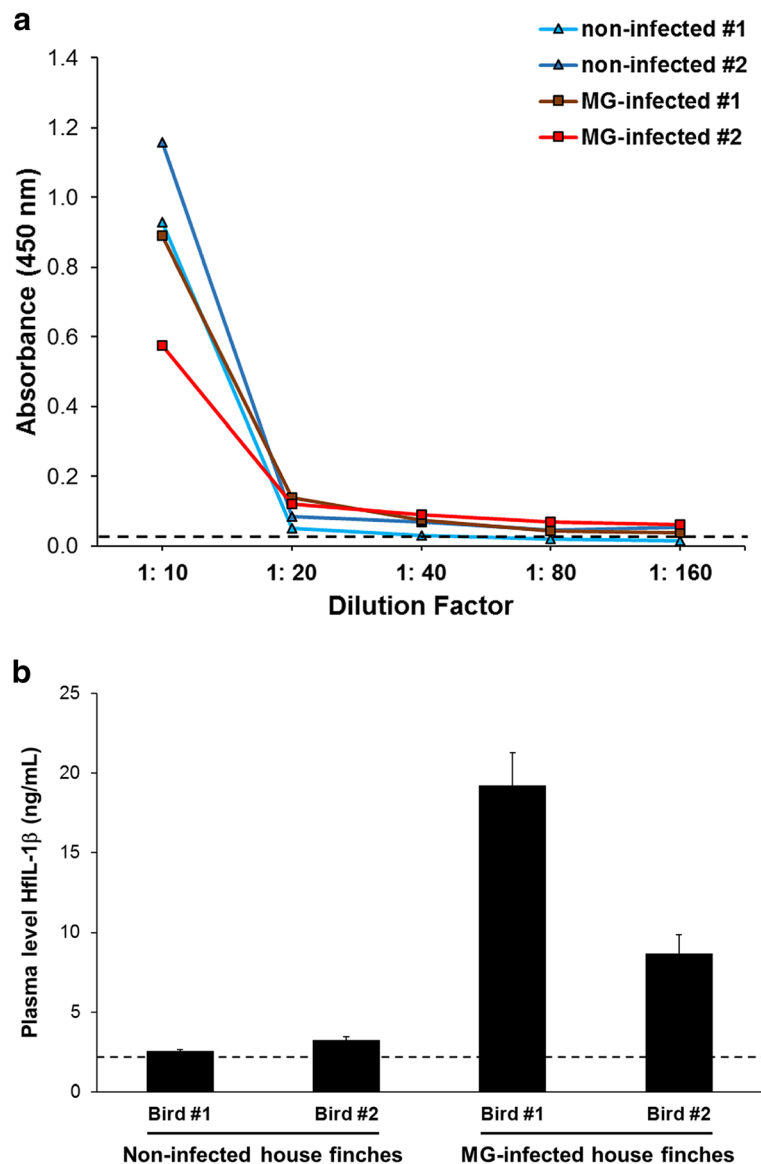 a
non-infected #1
non-infected #2
MG-infected #1
MG-infected #2
Absorbance (450 nm)
1.4
1.2
1.0
0.8
0.6
0.4
0.2
0.0
1: 10 1: 20 1: 40 1: 80 1: 160
Dilution Factor
b
Plasma level HfIL-1β (ng/mL)
25
20
15
10
5
0
Bird #1 Bird #2 Bird #1 Bird #2
Non-infected house finches MG-infected house finches